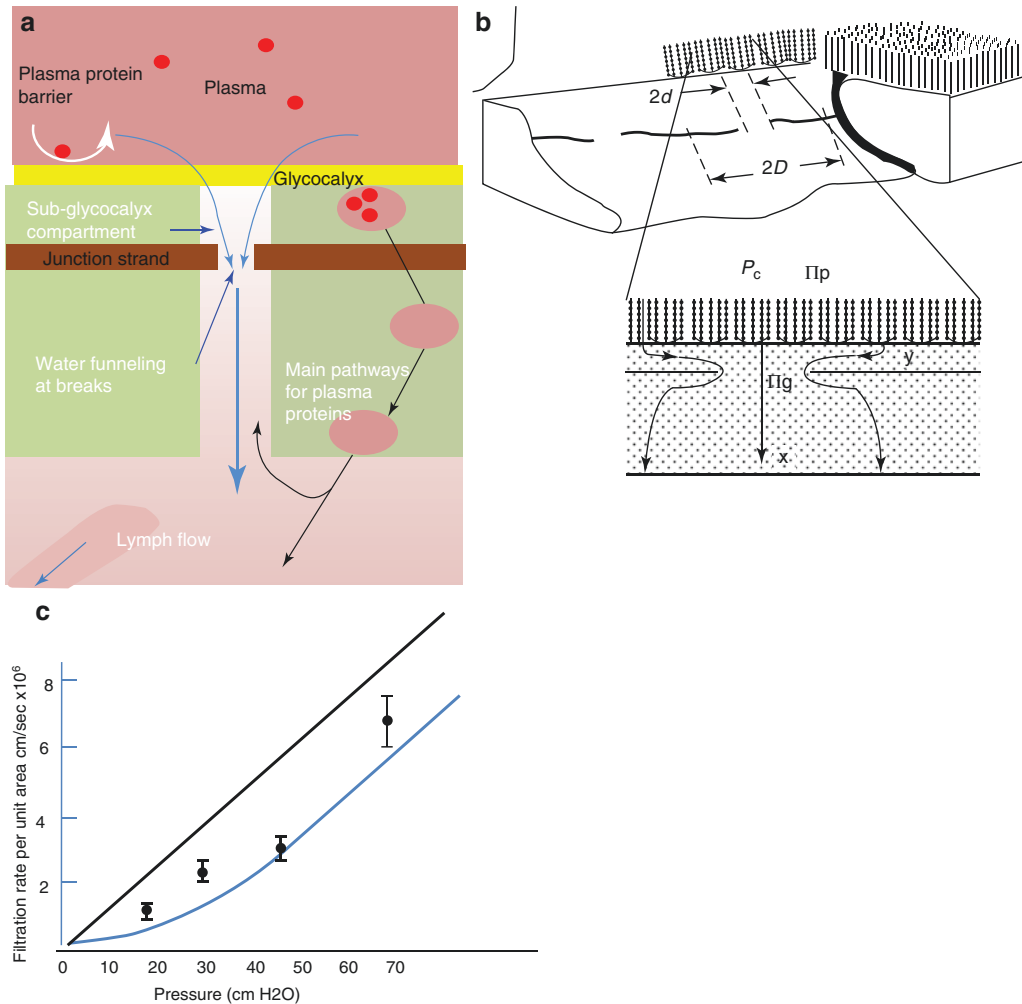 a
Plasma protein
barrier
Plasma
Glycocalyx
Sub-glycocalyx
compartment
Junction strand
Water funneling
at breaks
Main pathways
for plasma
proteins
Lymph flow
b
2d
2D
Pc
Πp
y
Πg
x
c
Filtration rate per unit area cm/sec x10⁶
8
6
4
2
0 10 20 30 40 50 60 70
Pressure (cm H2O)